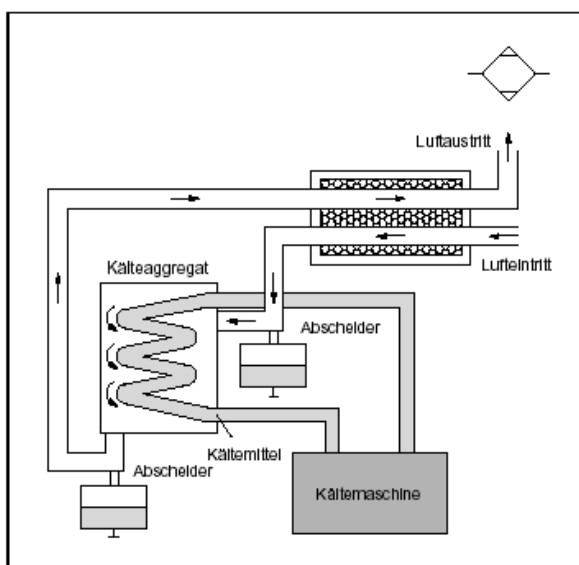 Luftaustritt
Lufteintritt
Kälteaggregat
Abscheider
Kältemittel
Abscheider
Kältemaschine